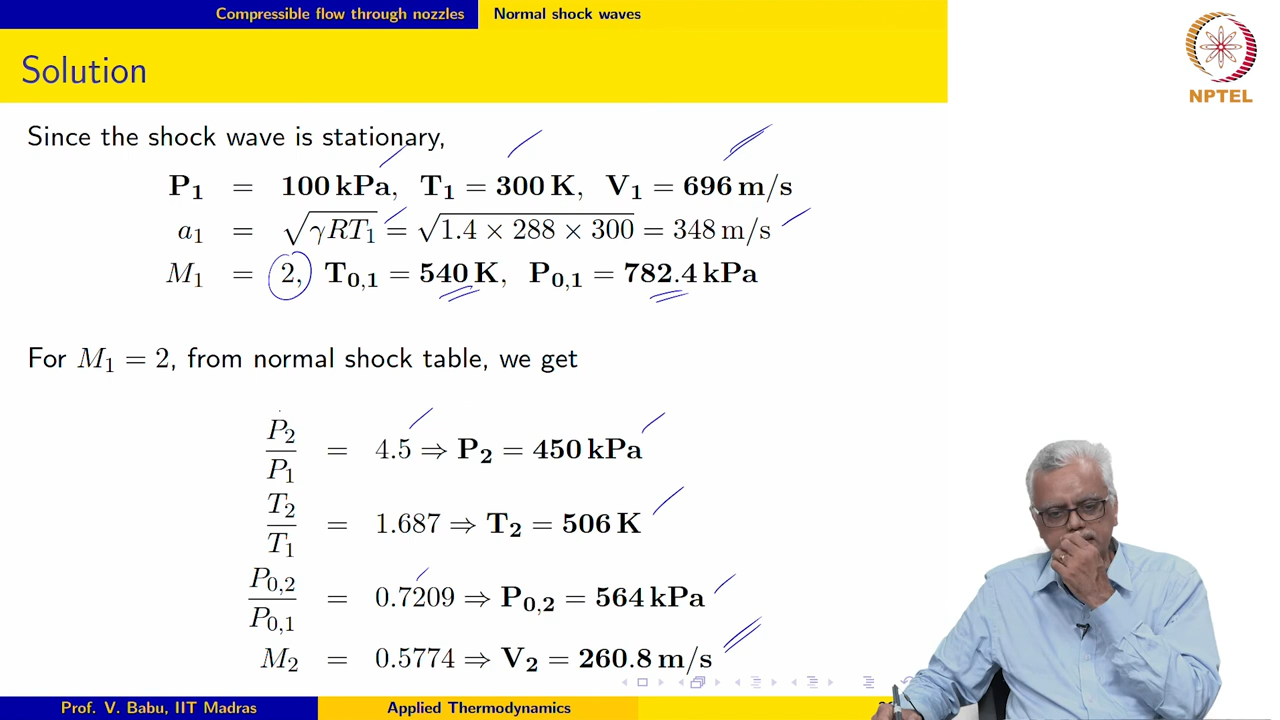 Compressible flow through nozzles Normal shock waves
Solution
NPTEL
Since the shock wave is stationary,
P₁ = 100 kPa, T₁ = 300 K, V₁ = 696 m/s
a₁ = √γRT₁ = √1.4 × 288 × 300 = 348 m/s
M₁ = 2, T₀,₁ = 540 K, P₀,₁ = 782.4 kPa
For M₁ = 2, from normal shock table, we get
P₂/P₁ = 4.5 ⇒ P₂ = 450 kPa
T₂/T₁ = 1.687 ⇒ T₂ = 506 K
P₀,₂/P₀,₁ = 0.7209 ⇒ P₀,₂ = 564 kPa
M₂ = 0.5774 ⇒ V₂ = 260.8 m/s
Prof. V. Babu, IIT Madras Applied Thermodynamics